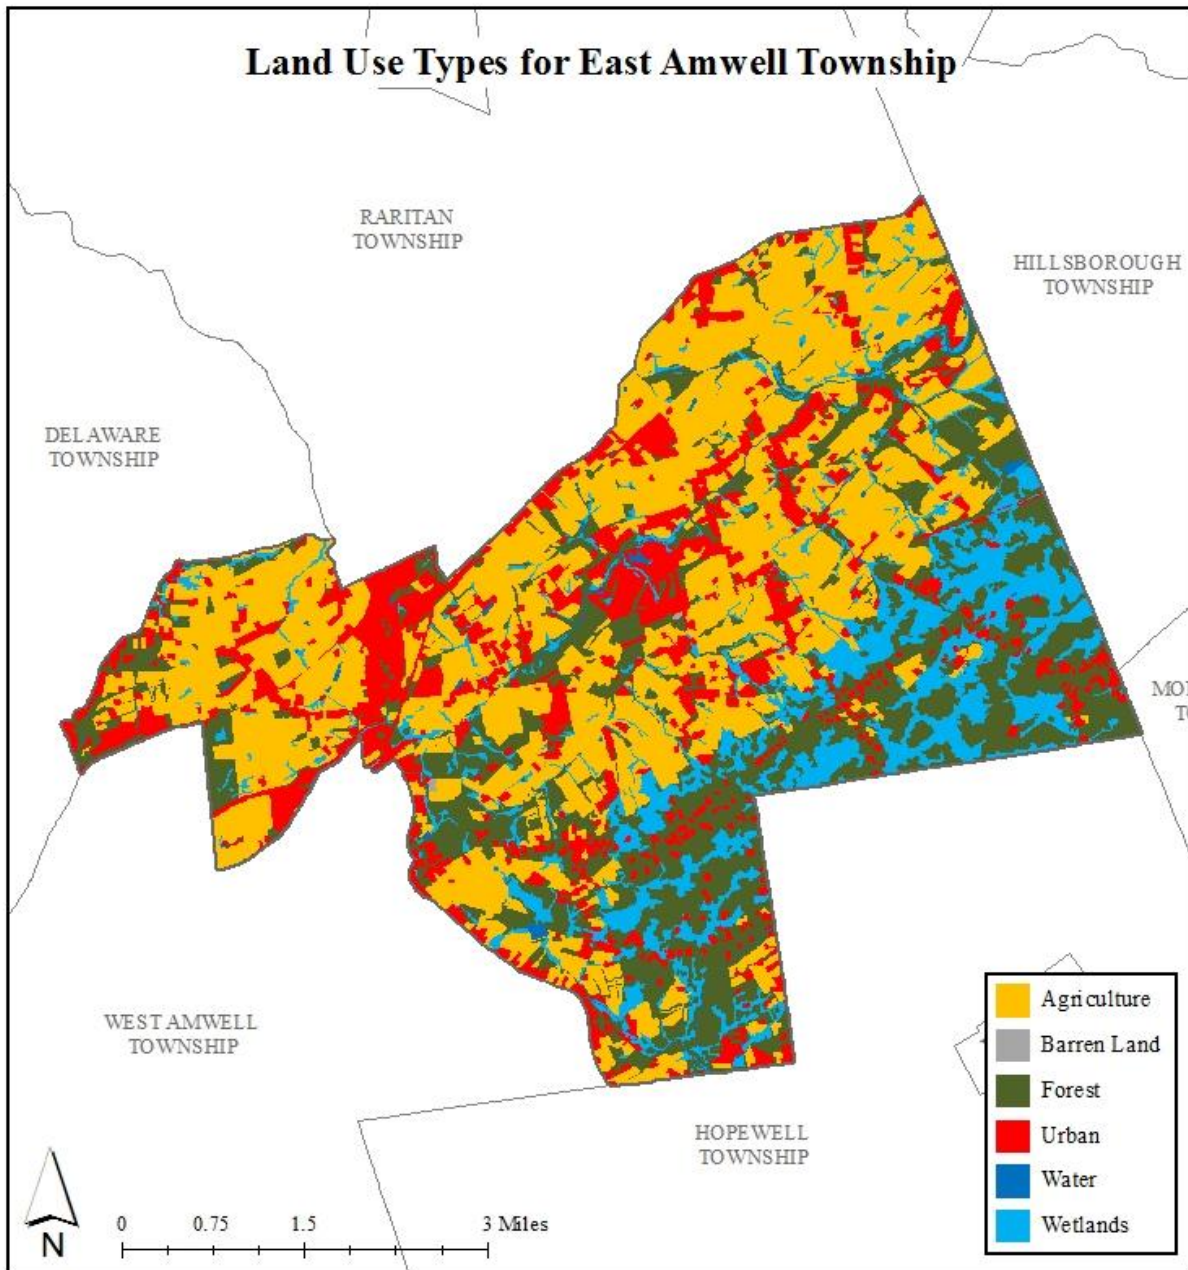 Land Use Types for East Amwell Township
RARITAN
TOWNSHIP
HILLSBOROUGH
TOWNSHIP
DELAWARE
TOWNSHIP
MO
T
WEST AMWELL
TOWNSHIP
HOPEWELL
TOWNSHIP
Agriculture
Barren Land
Forest
Urban
Water
Wetlands
N
0 0.75 1.5 3 Miles